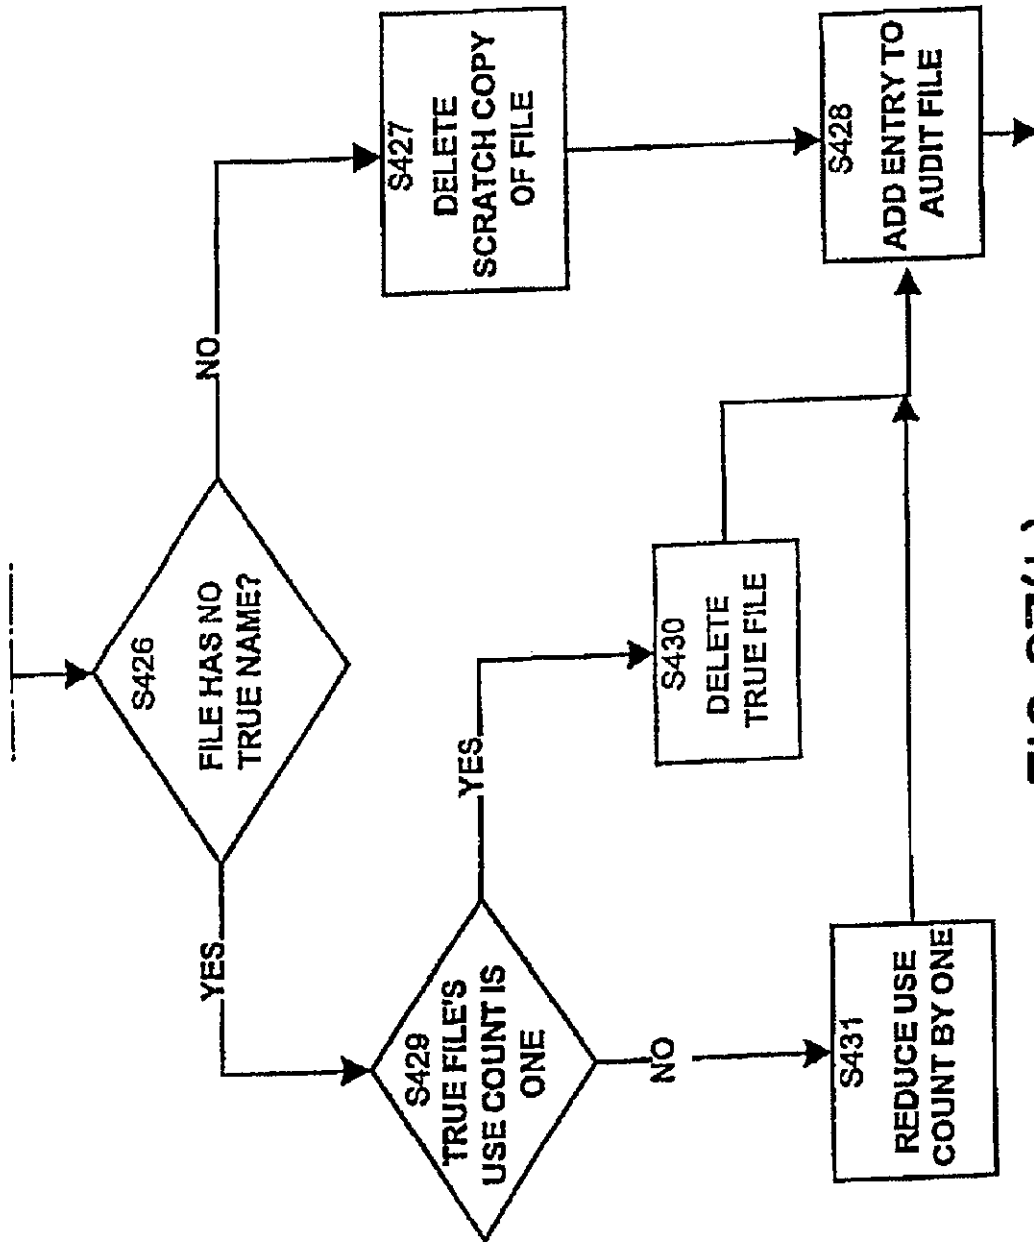 S426
FILE HAS NO
TRUE NAME?
YES
NO
S427
DELETE
SCRATCH COPY
OF FILE
S429
TRUE FILE'S
USE COUNT IS
ONE
YES
NO
S430
DELETE
TRUE FILE
S431
REDUCE USE
COUNT BY ONE
S428
ADD ENTRY TO
AUDIT FILE